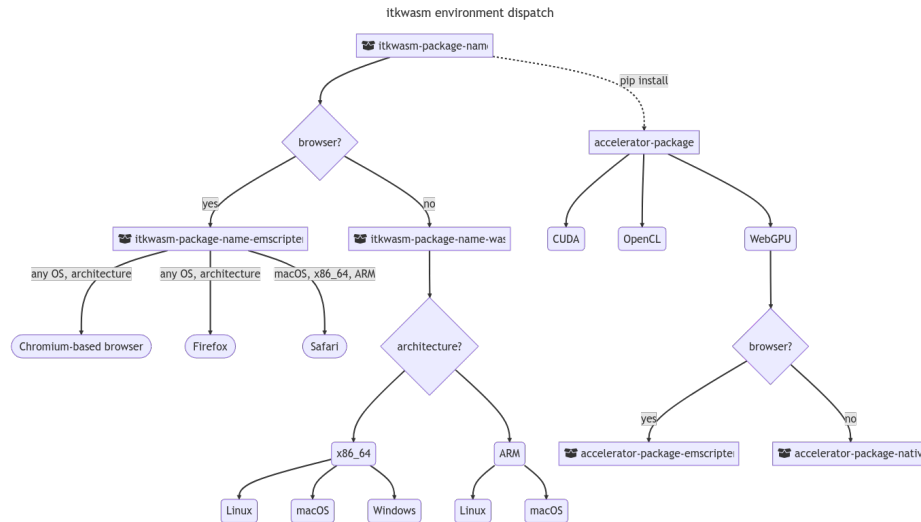 itkwasm environment dispatch
itkwasm-package-nam
pip install
browser?
accelerator-package
yes
no
itkwasm-package-name-emscripte
itkwasm-package-name-was
CUDA
OpenCL
WebGPU
any OS, architecture
any OS, architecture
macOS, x86_64, ARM
Chromium-based browser
Firefox
Safari
architecture?
browser?
yes
no
x86_64
ARM
accelerator-package-emscripte
accelerator-package-nativ
Linux
macOS
Windows
Linux
macOS